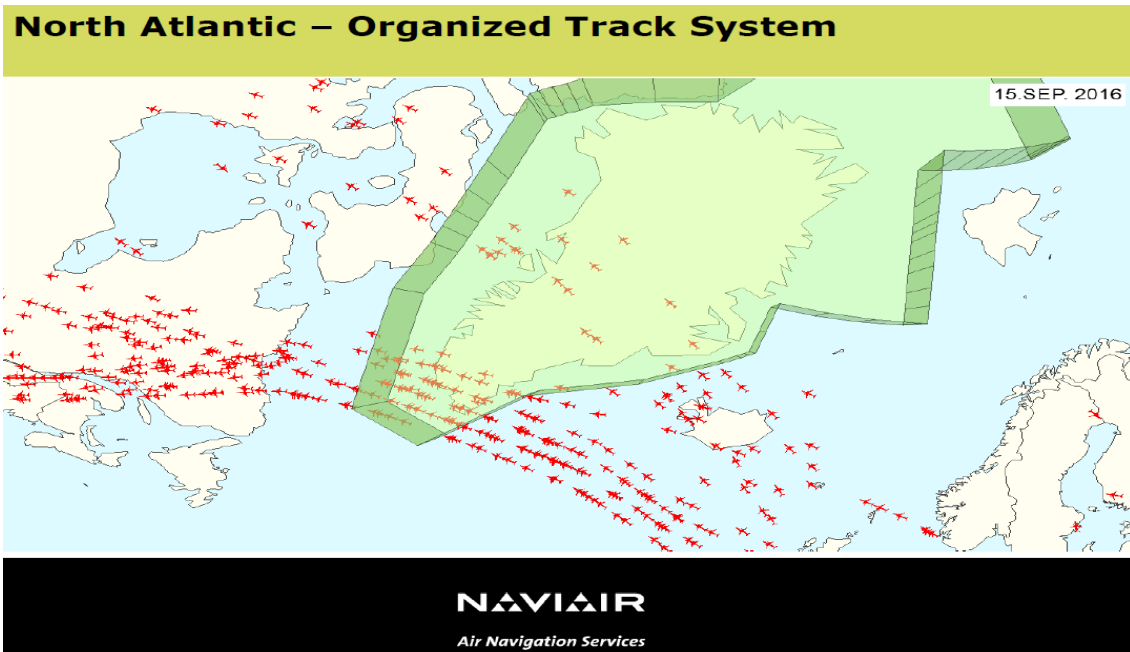 North Atlantic – Organized Track System
15.SEP. 2016
NAVIAIR
Air Navigation Services